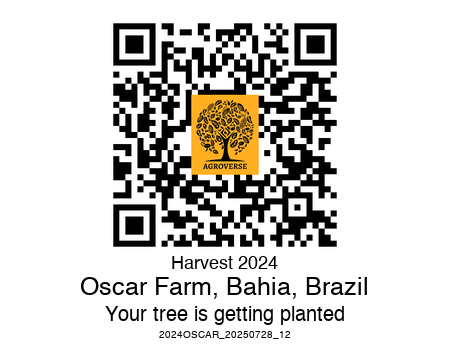 AGROVERSE
Harvest 2024
Oscar Farm, Bahia, Brazil
Your tree is getting planted
2024OSCAR_20250728_12